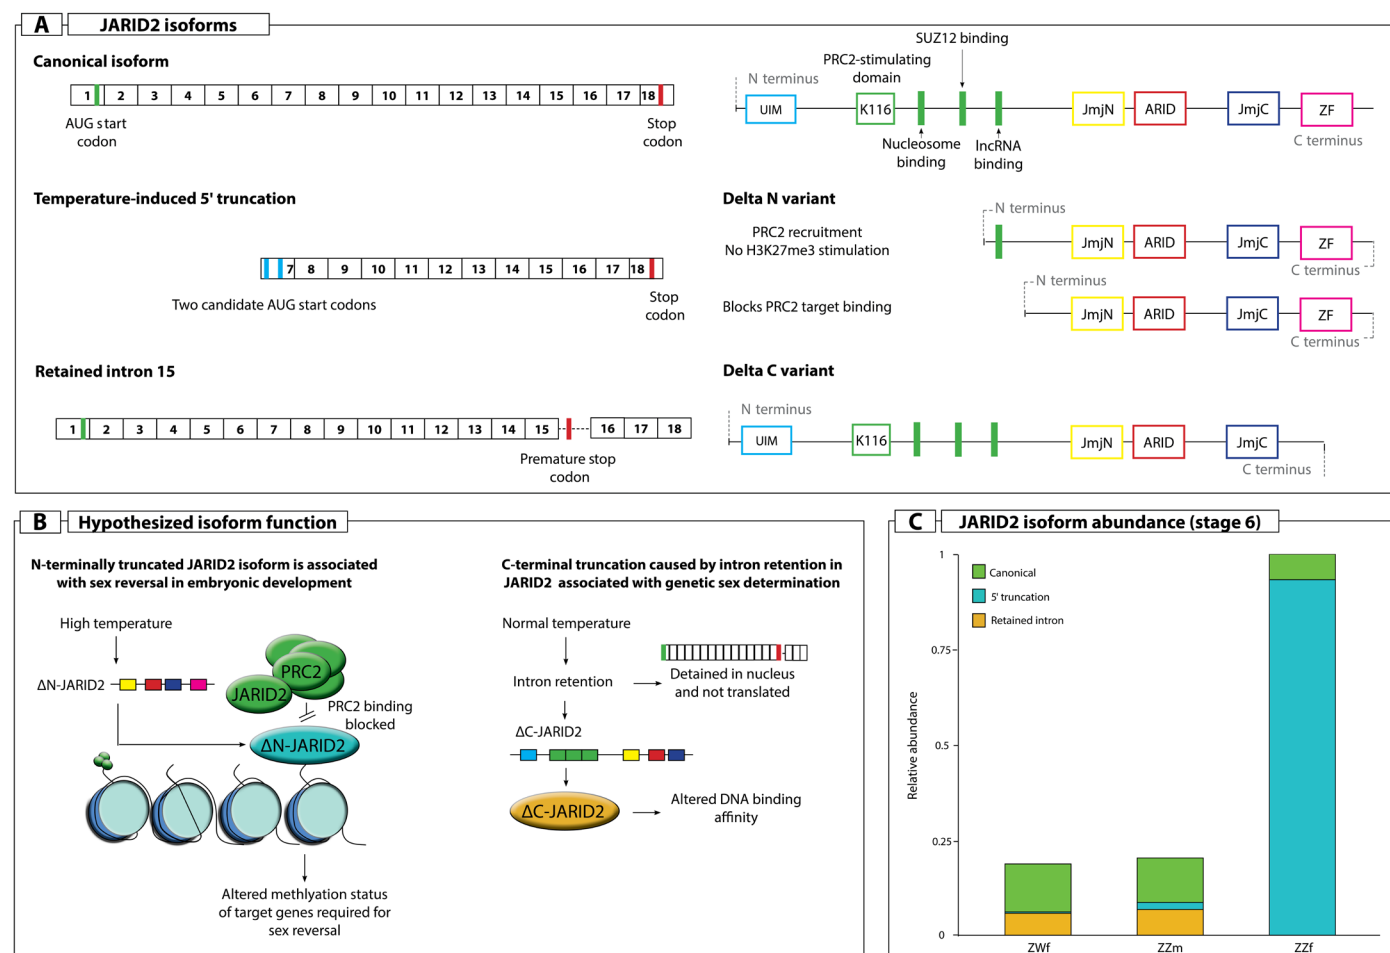 A JARID2 isoforms
Canonical isoform
1 2 3 4 5 6 7 8 9 10 11 12 13 14 15 16 17 18
AUG start
codon
Stop
codon
SUZ12 binding
PRC2-stimulating
domain
N terminus
UIM K116 JmjN ARID JmjC ZF
Nucleosome
binding
lncRNA
binding
C terminus
Temperature-induced 5' truncation
7 8 9 10 11 12 13 14 15 16 17 18
Two candidate AUG start codons
Stop
codon
Delta N variant
N terminus
PRC2 recruitment
No H3K27me3 stimulation
JmjN ARID JmjC ZF
C terminus
N terminus
Blocks PRC2 target binding
JmjN ARID JmjC ZF
C terminus
Retained intron 15
1 2 3 4 5 6 7 8 9 10 11 12 13 14 15 16 17 18
Premature stop
codon
Delta C variant
N terminus
UIM K116 JmjN ARID JmjC
C terminus
B Hypothesized isoform function
N-terminally truncated JARID2 isoform is associated
with sex reversal in embryonic development
High temperature
ΔN-JARID2
PRC2
JARID2
PRC2 binding
blocked
ΔN-JARID2
Altered methlyation status
of target genes required for
sex reversal
C-terminal truncation caused by intron retention in
JARID2 associated with genetic sex determination
Normal temperature
Intron retention
Detained in nucleus
and not translated
ΔC-JARID2
ΔC-JARID2
Altered DNA binding
affinity
C JARID2 isoform abundance (stage 6)
Canonical
5' truncation
Retained intron
Relative abundance
1
0.75
0.5
0.25
0
ZWf ZZm ZZf